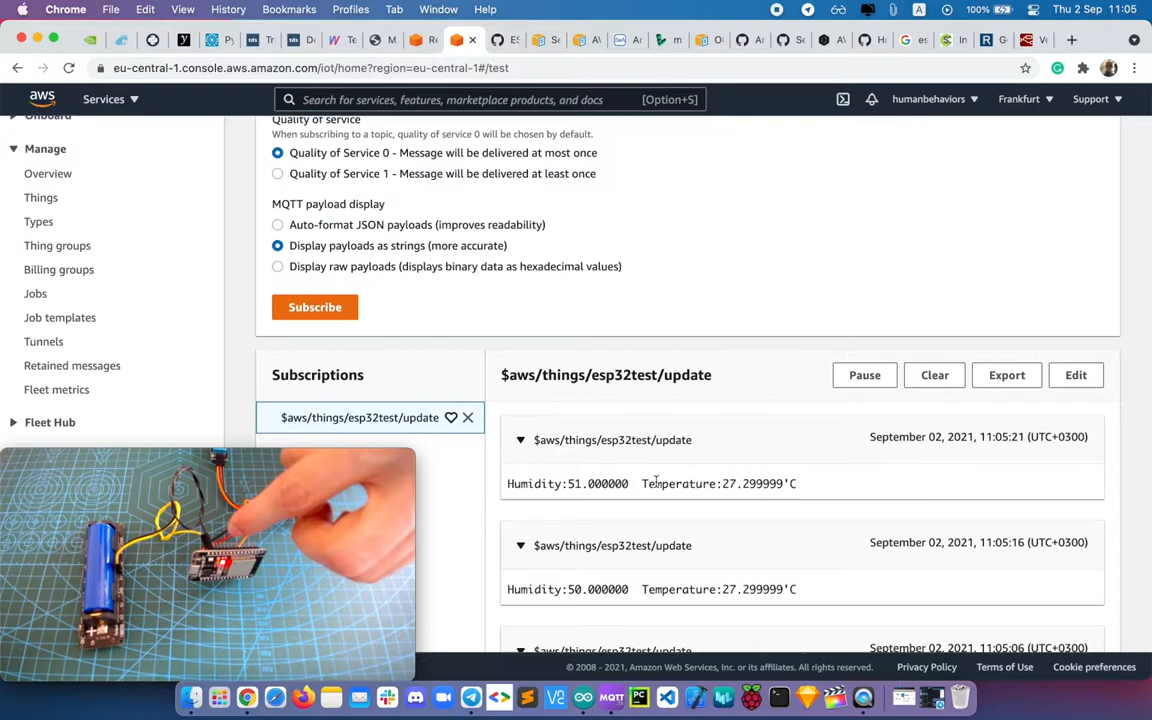 Chrome File Edit View History Bookmarks Profiles Tab Window Help A 100% Thu 2 Sep 11:05
eu-central-1.console.aws.amazon.com/iot/home?region=eu-central-1#/test
aws Services Search for services, features, marketplace products, and docs [Option+S] humanbehaviors Frankfurt Support
Onboard
Manage
Overview
Things
Types
Thing groups
Billing groups
Jobs
Job templates
Tunnels
Retained messages
Fleet metrics
Fleet Hub
Quality of service
When subscribing to a topic, quality of service 0 will be chosen by default.
Quality of Service 0 - Message will be delivered at most once
Quality of Service 1 - Message will be delivered at least once
MQTT payload display
Auto-format JSON payloads (improves readability)
Display payloads as strings (more accurate)
Display raw payloads (displays binary data as hexadecimal values)
Subscribe
Subscriptions
$aws/things/esp32test/update
$aws/things/esp32test/update Pause Clear Export Edit
$aws/things/esp32test/update September 02, 2021, 11:05:21 (UTC+0300)
Humidity:51.000000 Temperature:27.299999'C
$aws/things/esp32test/update September 02, 2021, 11:05:16 (UTC+0300)
Humidity:50.000000 Temperature:27.299999'C
$aws/things/esp32test/update September 02, 2021, 11:05:06 (UTC+0300)
© 2008 - 2021, Amazon Web Services, Inc. or its affiliates. All rights reserved. Privacy Policy Terms of Use Cookie preferences